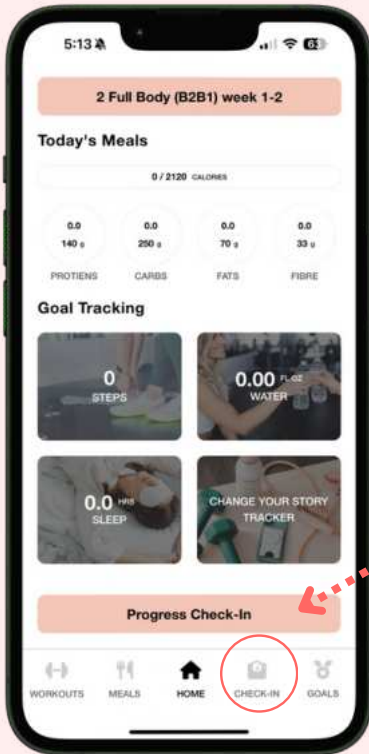 5:13
63
2 Full Body (B2B1) week 1-2
Today's Meals
0 / 2120 CALORIES
0.0 0.0 0.0 0.0
140 g 250 g 70 g 33 g
PROTIENS CARBS FATS FIBRE
Goal Tracking
0
STEPS
0.00 FL OZ
WATER
0.0 HRS
SLEEP
CHANGE YOUR STORY
TRACKER
Progress Check-In
WORKOUTS MEALS HOME CHECK-IN GOALS